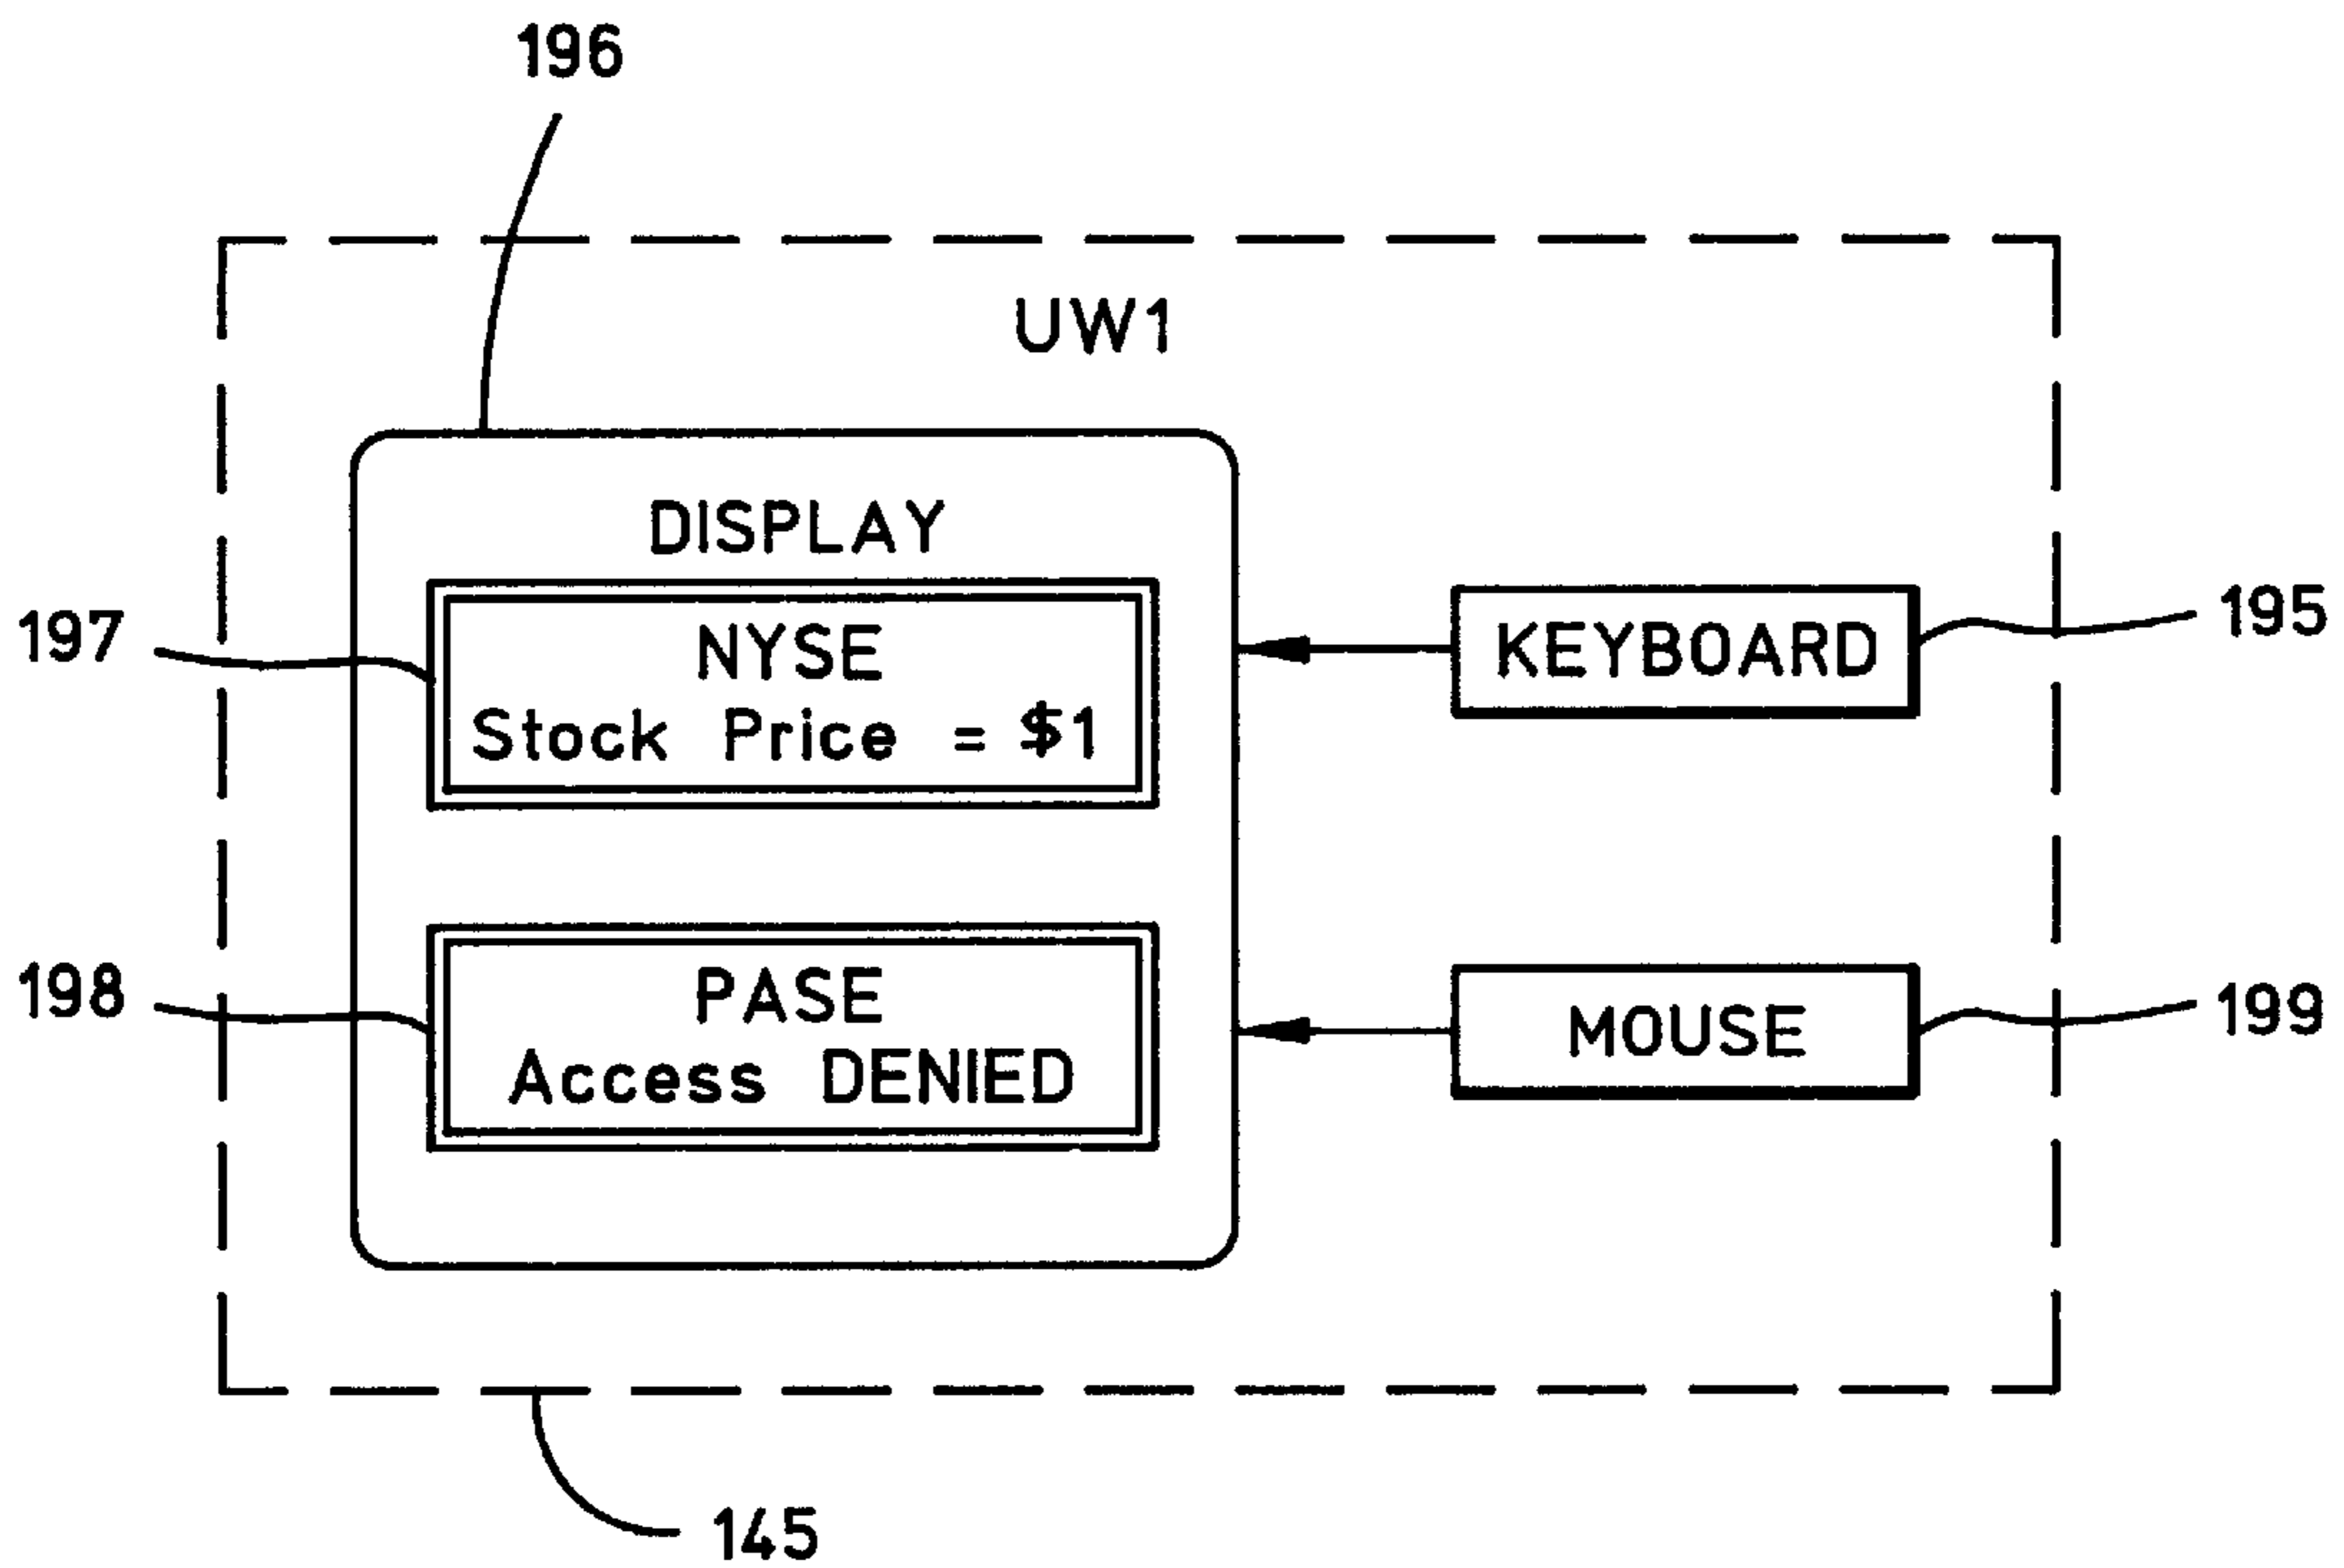 196
UW1
DISPLAY
197
NYSE
Stock Price = $1
KEYBOARD
195
198
PASE
Access DENIED
MOUSE
199
145